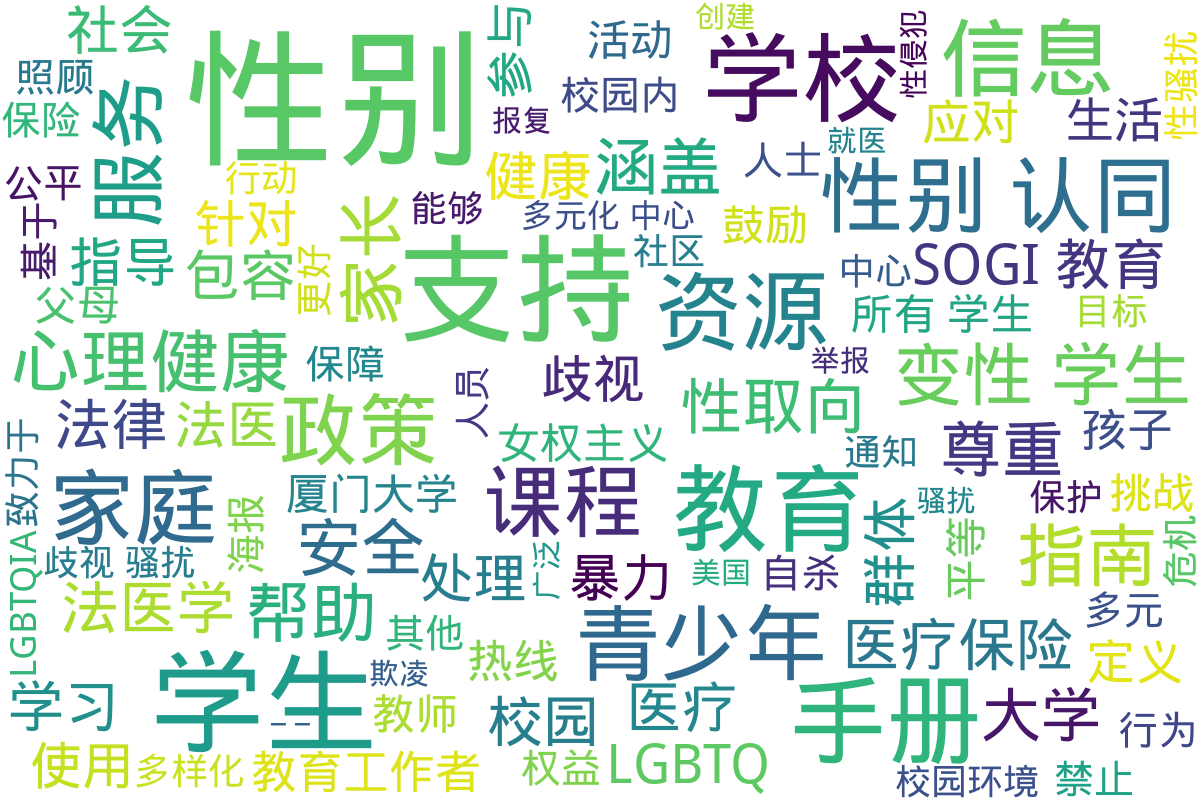 社会
性别
参与
创建
活动
学校
性侵犯
信息
性骚扰
照顾
保险
服务
校园内
报复
应对
生活
就医
公平
行动
健康
涵盖
人士
性别 认同
基于
指南
针对
家长
能够
多元化 中心
鼓励
包容
更好
支持
社区
资源
中心
SOGI 教育
父母
所有 学生
目标
心理健康
保障
人员
歧视
性取向
举报
变性 学生
法律
法医
政策
女权主义
通知
尊重
孩子
LGBTQIA 致力于
家庭
海报
厦门大学
课程
教育
群体
骚扰
保护
挑战
歧视 骚扰
安全
处理
广泛
暴力
美国
自杀
平等
指南
危机
法医学
帮助
其他
热线
青少年
医疗保险
多元
定义
学习
学生
欺凌
教师
校园
医疗
手册
大学
行为
使用
多样化
教育工作者
权益
LGBTQ
校园环境
禁止
_ _